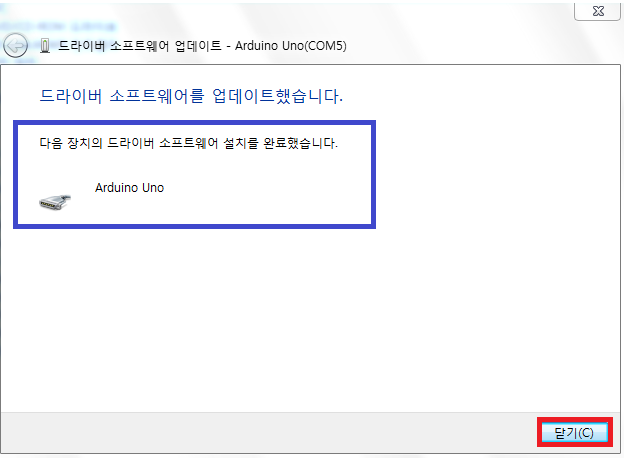 드라이버 소프트웨어 업데이트 - Arduino Uno(COM5)
드라이버 소프트웨어를 업데이트했습니다.
다음 장치의 드라이버 소프트웨어 설치를 완료했습니다.
Arduino Uno
닫기(C)